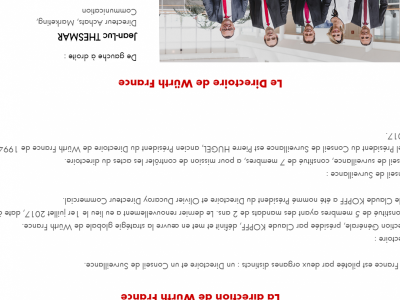 La direction de Würth France
France est pilotée par deux organes distincts : un Directoire et un Conseil de Surveillance.
ctoire :
ction Générale, présidée par Claude KOPFF, définit et met en œuvre la stratégie globale de Würth France.
onstitué de 5 membres ayant des mandats de 2 ans. Le dernier renouvellement a eu lieu le 1er juillet 2017, date à
de Claude KOPFF a été nommé Président du Directoire et Olivier Ducaroy Directeur Commercial.
nseil de Surveillance :
nseil de surveillance, constitué de 7 membres, a pour mission de contrôler les actes du directoire.
el Président du Conseil de Surveillance est Pierre HUGEL, ancien Président du Directoire de Würth France de 1994
017.
Le Directoire de Würth France
De gauche à droite :
Jean-Luc THESMAR
Directeur Achats, Marketing,
Communication